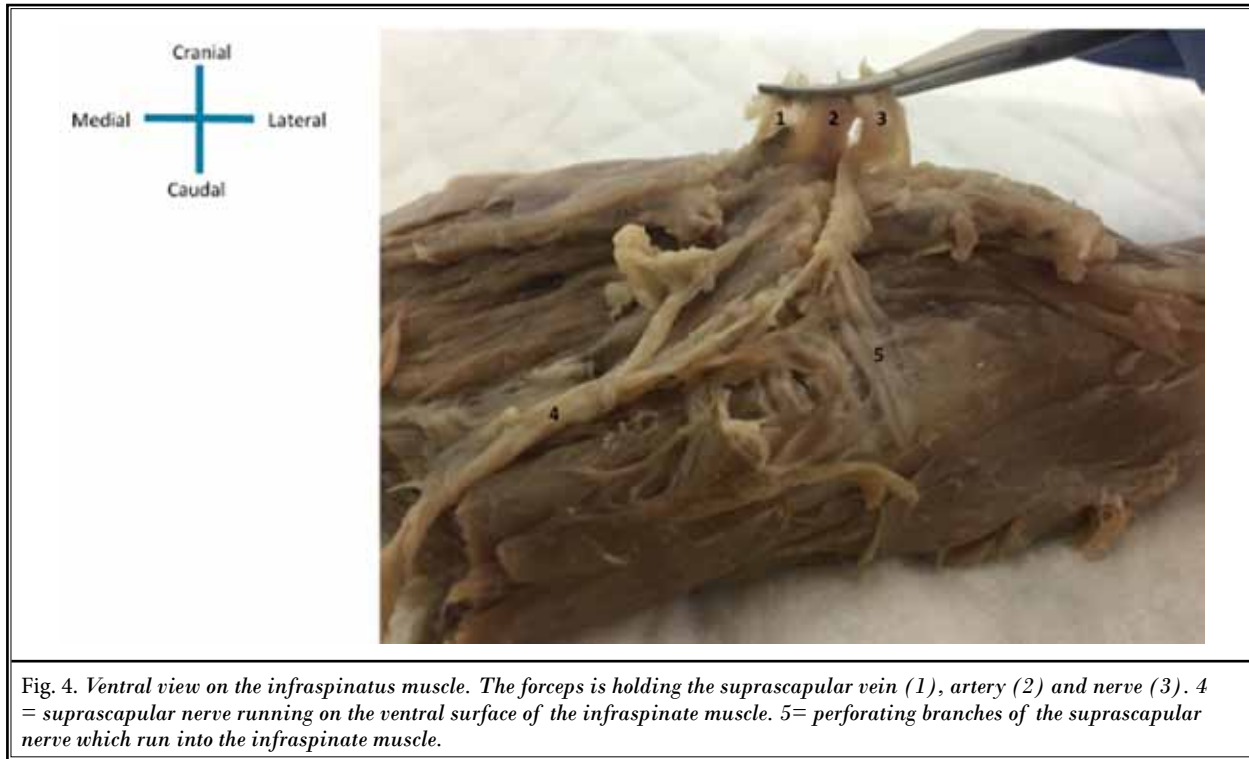 Cranial
Medial
Lateral
Caudal
1
2
3
5
4
Fig. 4. Ventral view on the infraspinatus muscle. The forceps is holding the suprascapular vein (1), artery (2) and nerve (3). 4
= suprascapular nerve running on the ventral surface of the infraspinate muscle. 5= perforating branches of the suprascapular
nerve which run into the infraspinate muscle.